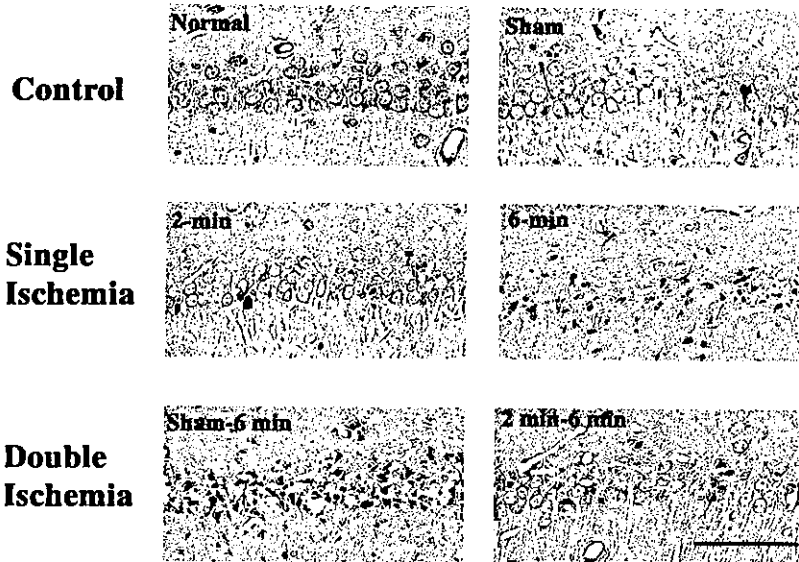 Normal
Sham
Control
2-min
6-min
Single
Ischemia
Sham-6 min
2 min-6 min
Double
Ischemia